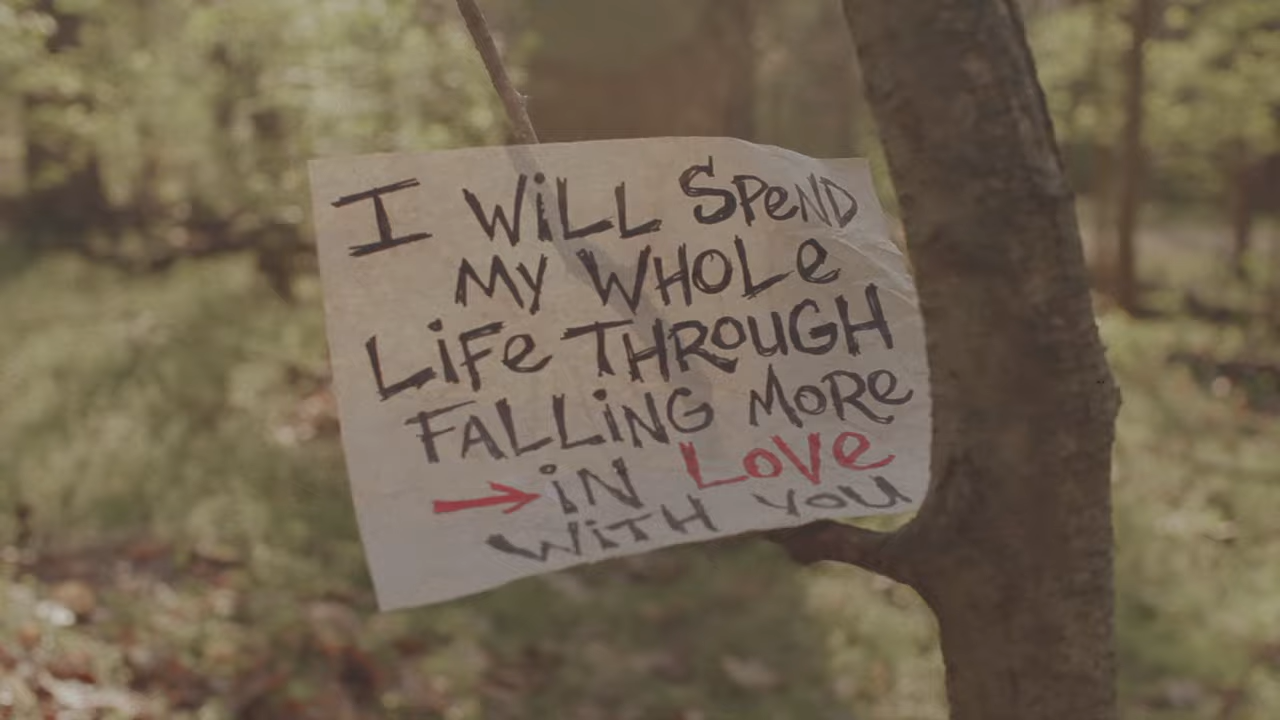 I WiLL SPeND
My WHOLe
LiFe THROUGH
FALLiNG MoRe
→ iN LoVe
WiTH YOU